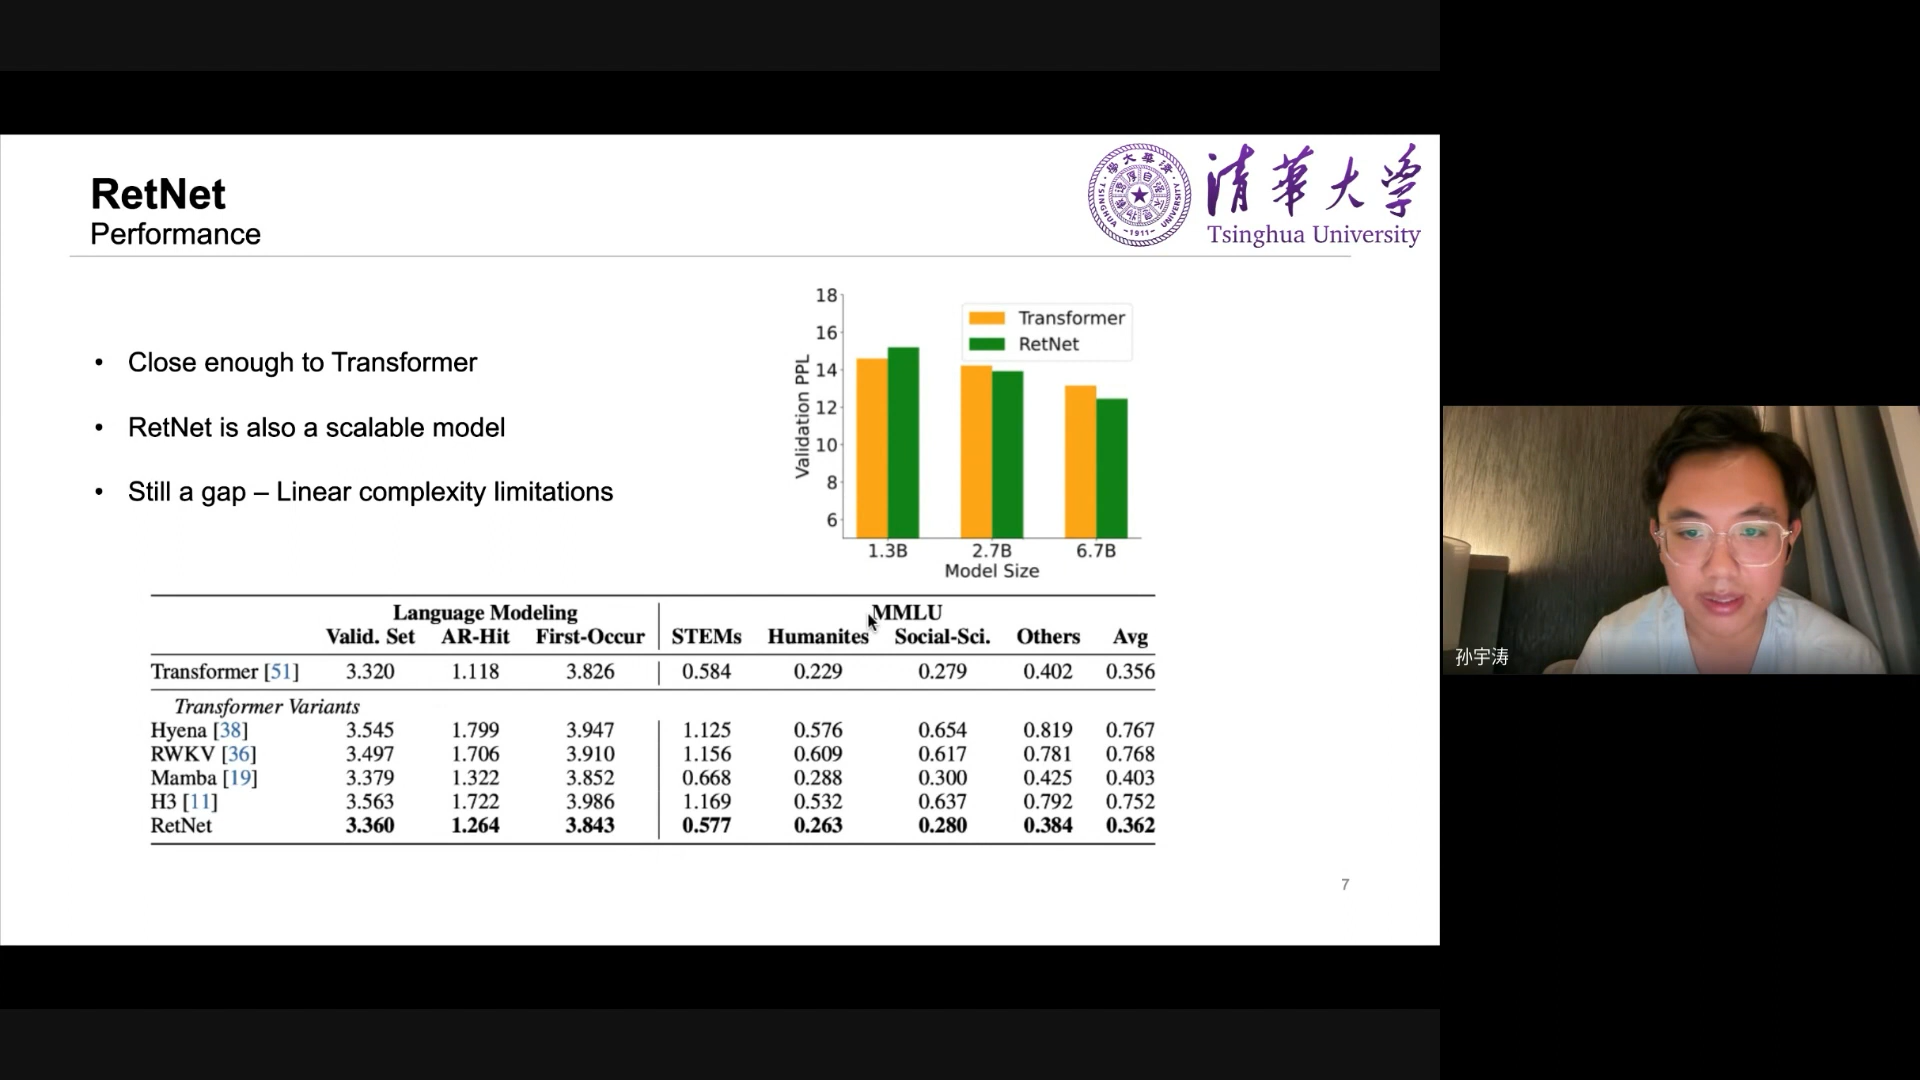 RetNet
Performance
清華大学
Tsinghua University
TSINGHUA UNIVERSITY
1911
• Close enough to Transformer
• RetNet is also a scalable model
• Still a gap – Linear complexity limitations
18
16
14
12
10
8
6
Validation PPL
Transformer
RetNet
1.3B 2.7B 6.7B
Model Size
Language Modeling MMLU
Valid. Set AR-Hit First-Occur STEMs Humanites Social-Sci. Others Avg
Transformer [51] 3.320 1.118 3.826 0.584 0.229 0.279 0.402 0.356
Transformer Variants
Hyena [38] 3.545 1.799 3.947 1.125 0.576 0.654 0.819 0.767
RWKV [36] 3.497 1.706 3.910 1.156 0.609 0.617 0.781 0.768
Mamba [19] 3.379 1.322 3.852 0.668 0.288 0.300 0.425 0.403
H3 [11] 3.563 1.722 3.986 1.169 0.532 0.637 0.792 0.752
RetNet 3.360 1.264 3.843 0.577 0.263 0.280 0.384 0.362
7
孙宇涛